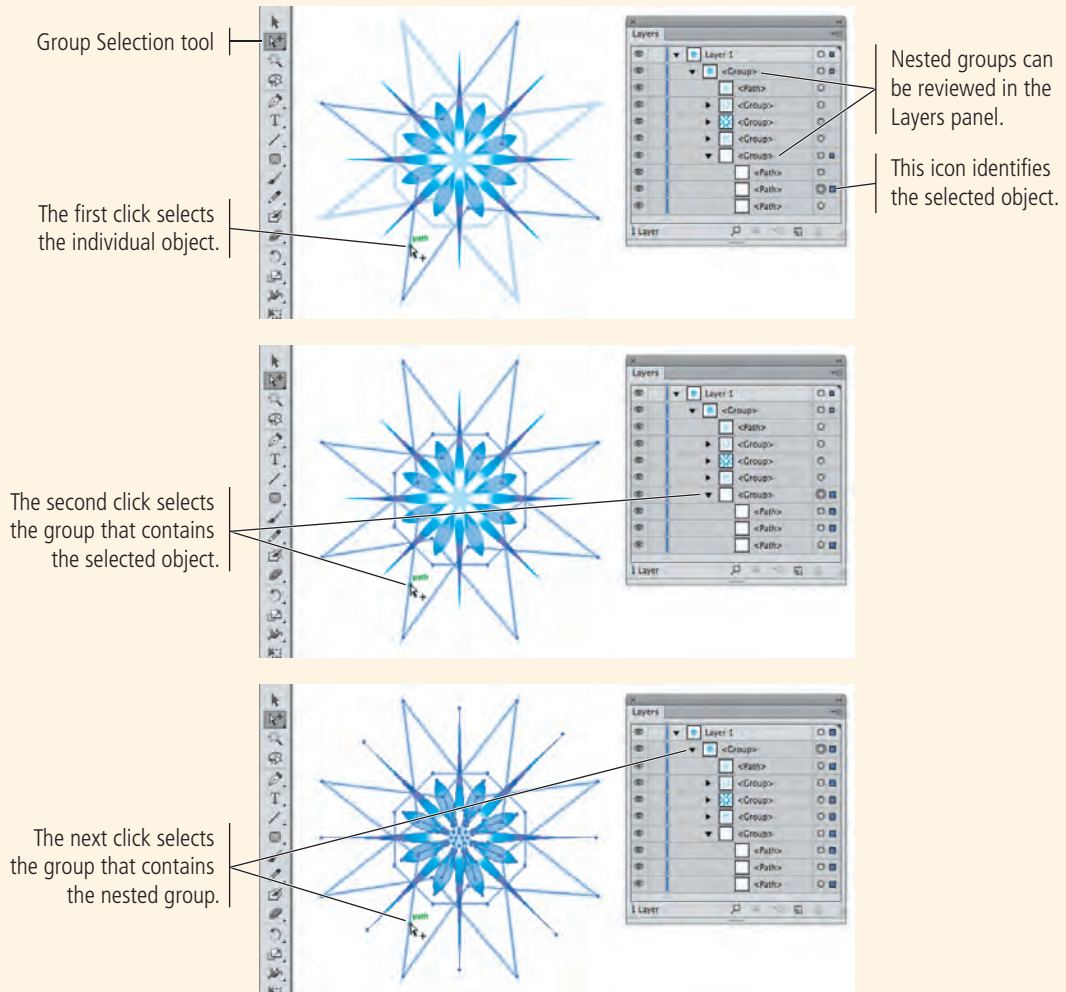 Group Selection tool
The first click selects
the individual object.
path
Layers
Layer 1
<Group>
<Path>
<Group>
<Group>
<Group>
<Group>
<Path>
<Path>
<Path>
1 Layer
Nested groups can
be reviewed in the
Layers panel.
This icon identifies
the selected object.
The second click selects
the group that contains
the selected object.
path
Layers
Layer 1
<Group>
<Path>
<Group>
<Group>
<Group>
<Group>
<Path>
<Path>
<Path>
1 Layer
The next click selects
the group that contains
the nested group.
path
Layers
Layer 1
<Group>
<Path>
<Group>
<Group>
<Group>
<Group>
<Path>
<Path>
<Path>
1 Layer